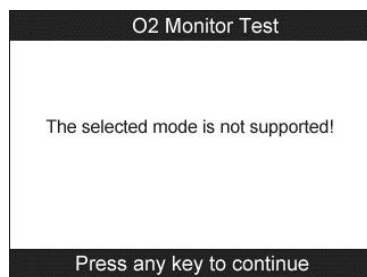 O2 Monitor Test
The selected mode is not supported!
Press any key to continue